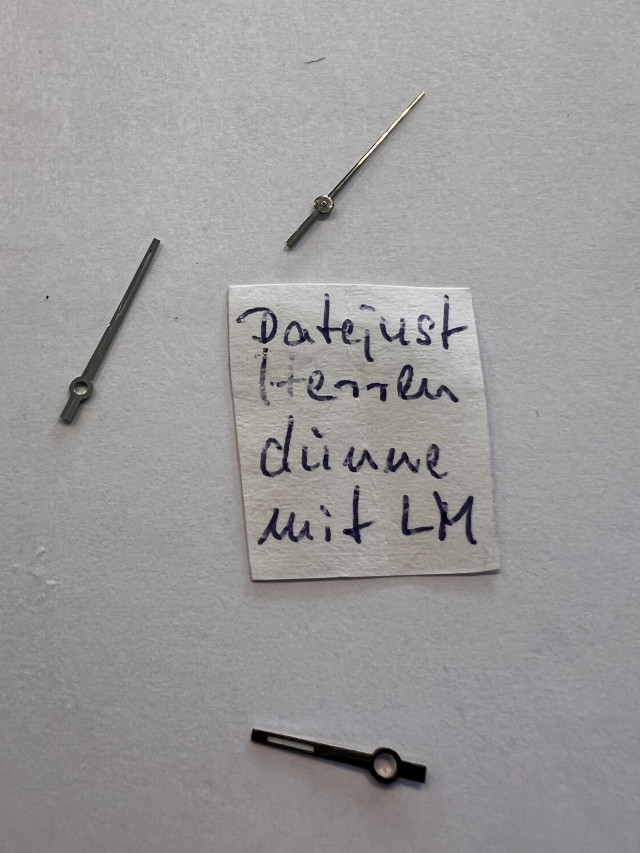 Datejust
Herren
dünne
mit LM